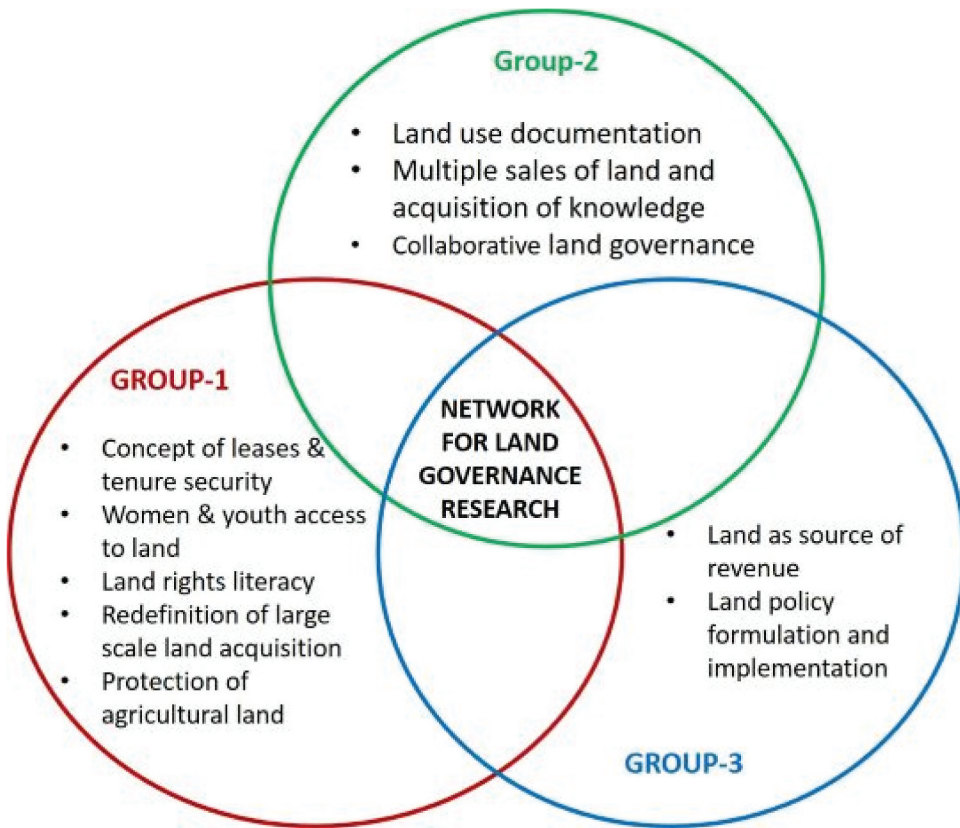 Group-2
• Land use documentation
• Multiple sales of land and
acquisition of knowledge
• Collaborative land governance
GROUP-1
• Concept of leases &
tenure security
• Women & youth access
to land
• Land rights literacy
• Redefinition of large
scale land acquisition
• Protection of
agricultural land
NETWORK
FOR LAND
GOVERNANCE
RESEARCH
• Land as source of
revenue
• Land policy
formulation and
implementation
GROUP-3